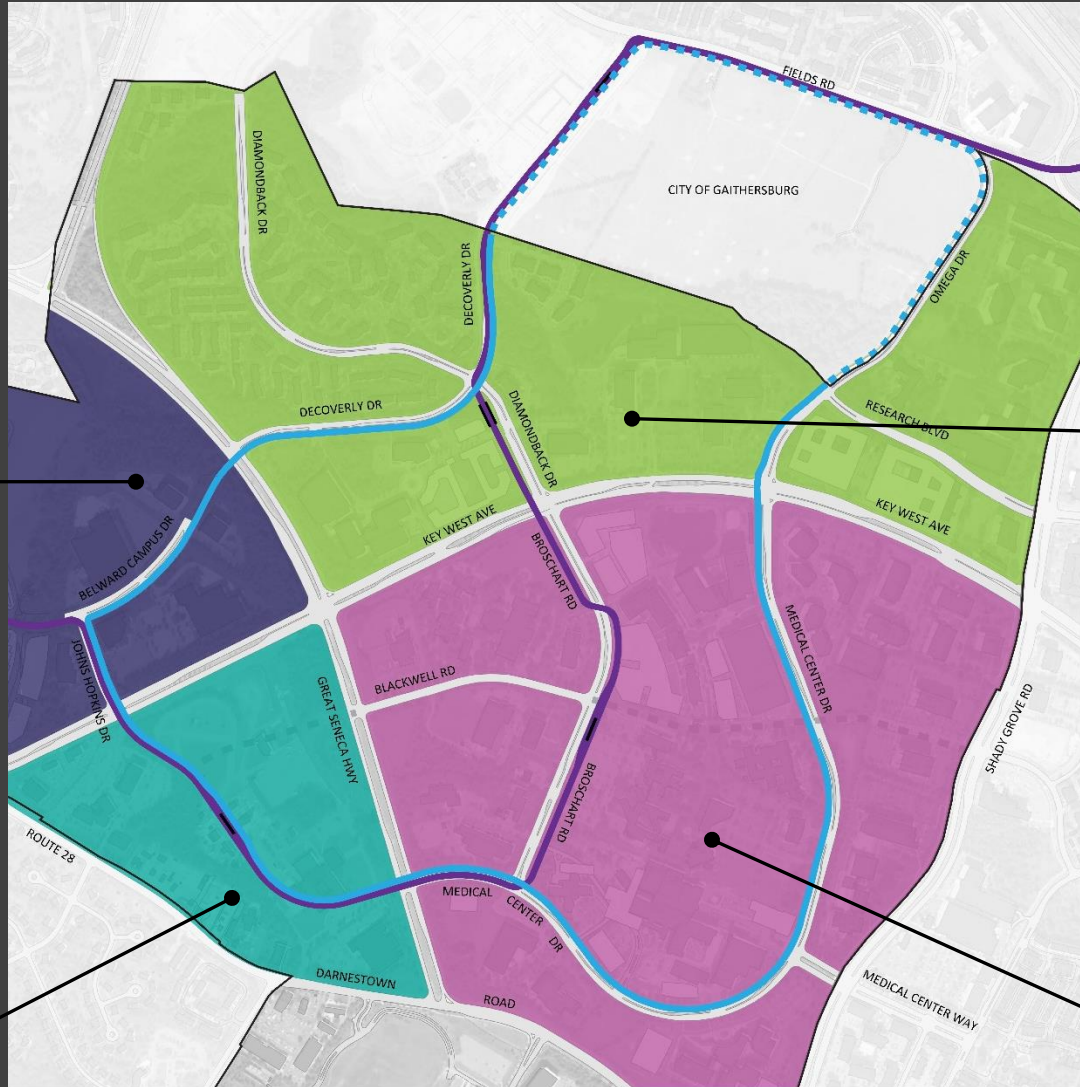 FIELDS RD
CITY OF GAITHERSBURG
DIAMONDBACK DR
DECOVERLY DR
OMEGA DR
DECOVERLY DR
DIAMONDBACK DR
RESEARCH BLVD
KEY WEST AVE
KEY WEST AVE
BELWARD CAMPUS DR
BROSCHART RD
JOHNS HOPKINS DR
GREAT SENECA HWY
BLACKWELL RD
MEDICAL CENTER DR
SHADY GROVE RD
BROSCHART RD
ROUTE 28
MEDICAL
CENTER
DR
DARNESTOWN
ROAD
MEDICAL CENTER WAY